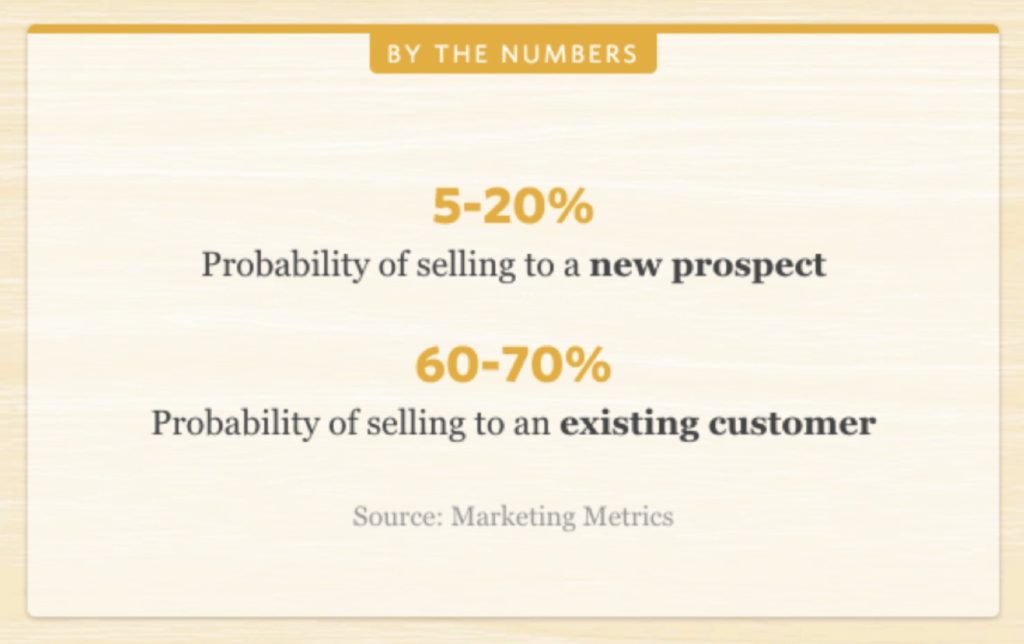 BY THE NUMBERS
5-20%
Probability of selling to a new prospect
60-70%
Probability of selling to an existing customer
Source: Marketing Metrics